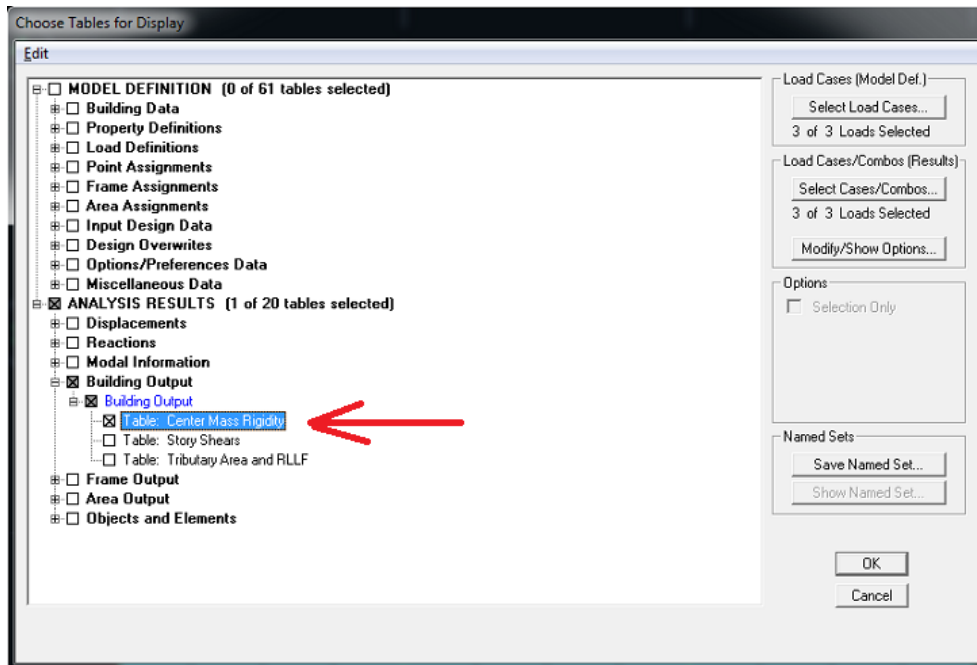 Choose Tables for Display
Edit
MODEL DEFINITION (0 of 61 tables selected)
Building Data
Property Definitions
Load Definitions
Point Assignments
Frame Assignments
Area Assignments
Input Design Data
Design Overwrites
Options/Preferences Data
Miscellaneous Data
ANALYSIS RESULTS (1 of 20 tables selected)
Displacements
Reactions
Modal Information
Building Output
Building Output
Table: Center Mass Rigidity
Table: Story Shears
Table: Tributary Area and RLLF
Frame Output
Area Output
Objects and Elements
Load Cases (Model Def.)
Select Load Cases...
3 of 3 Loads Selected
Load Cases/Combos (Results)
Select Cases/Combos...
3 of 3 Loads Selected
Modify/Show Options...
Options
Selection Only
Named Sets
Save Named Set...
Show Named Set...
OK
Cancel